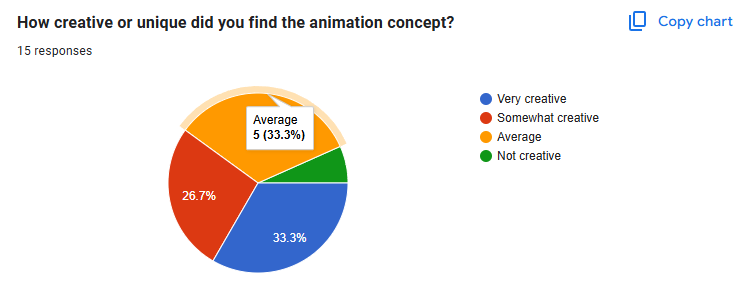 How creative or unique did you find the animation concept?
Copy chart
15 responses
Average
5 (33.3%)
26.7%
33.3%
Very creative
Somewhat creative
Average
Not creative